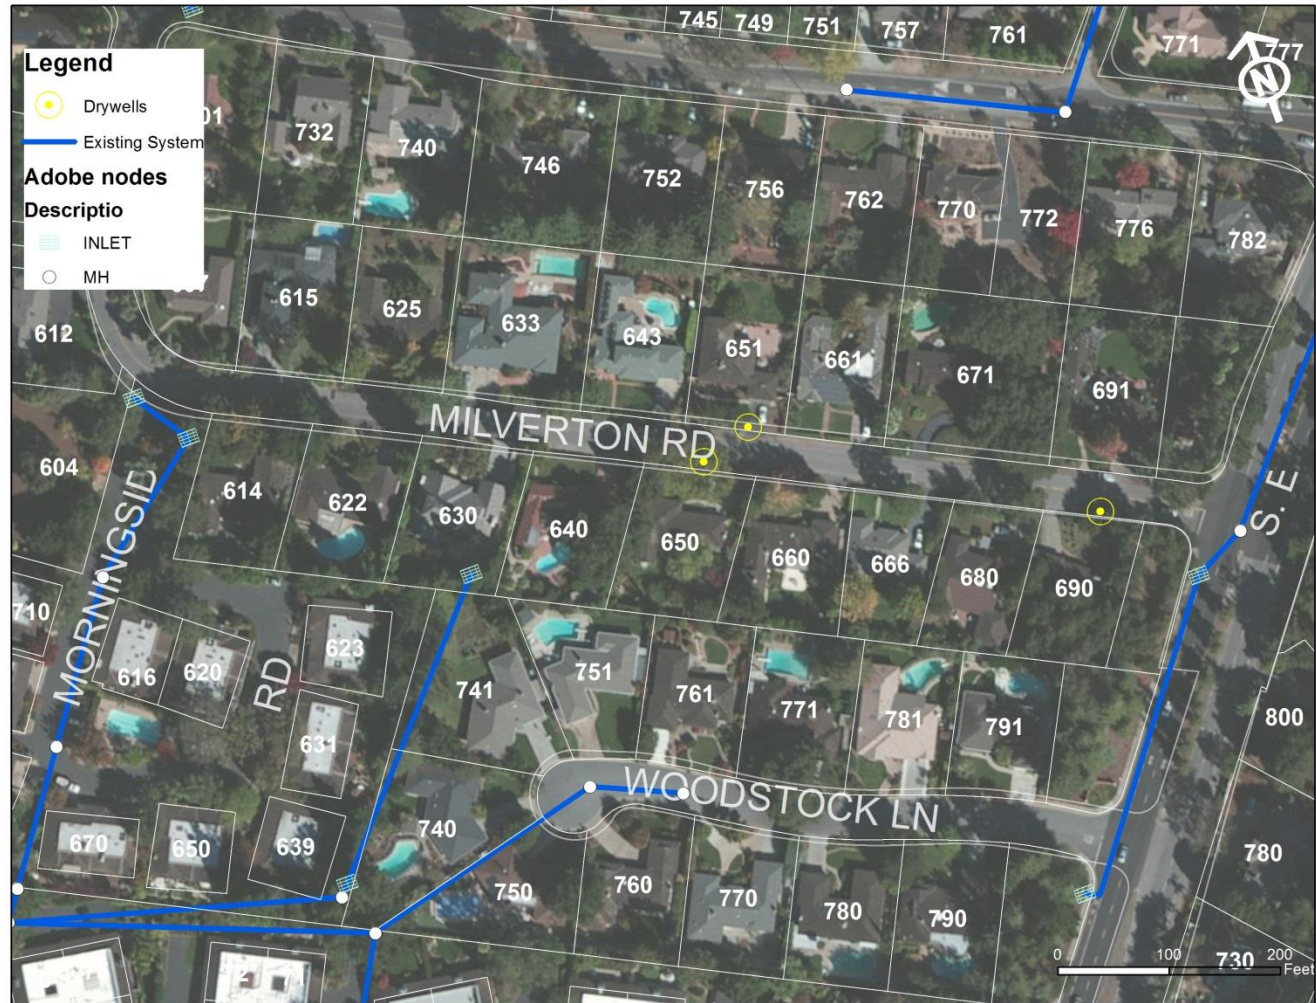 745 749 751 757 761 771 777
Legend
Drywells
Existing System
Adobe nodes
Descriptio
INLET
MH
N
01 732 740 746 752 756 762 770 772 776 782
612 615 625 633 643 651 661 671 691
MILVERTON RD
604 614 622 630 640 650 660 666 680 690
S. E
MORNINGSID
RD
710 616 620 623 741 751 761 771 781 791 800
631
WOODSTOCK LN
670 650 639 740 750 760 770 780 790 780
730
0 100 200
Feet